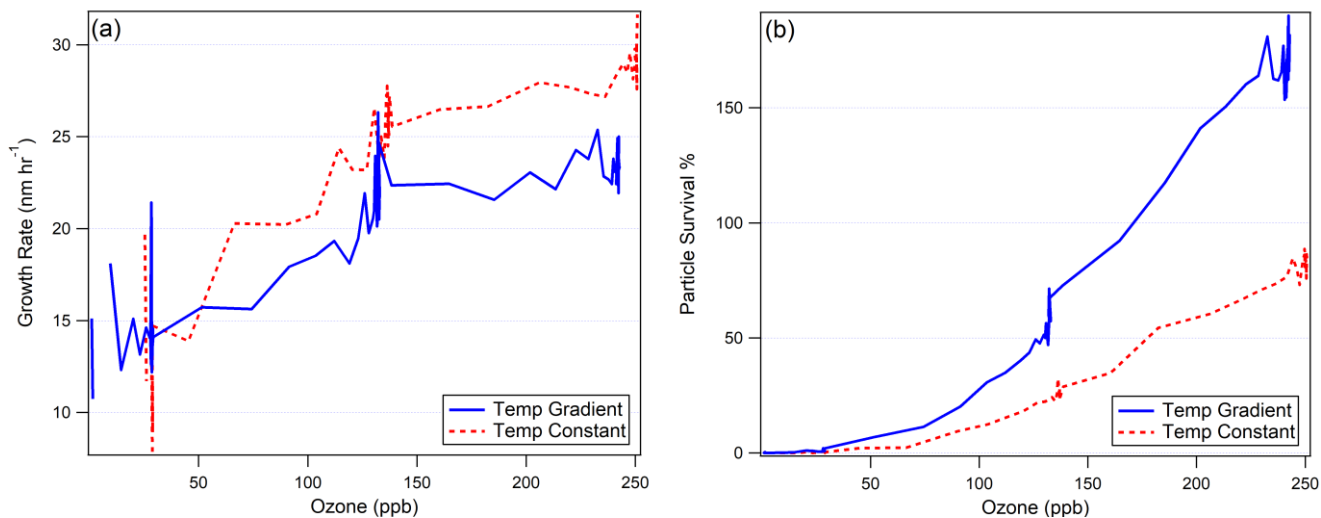 (a)
30
25
20
15
10
Growth Rate (nm hr⁻¹)
50
100
150
200
250
Ozone (ppb)
Temp Gradient
Temp Constant
(b)
150
100
50
0
Particle Survival %
0
50
100
150
200
250
Ozone (ppb)
Temp Gradient
Temp Constant